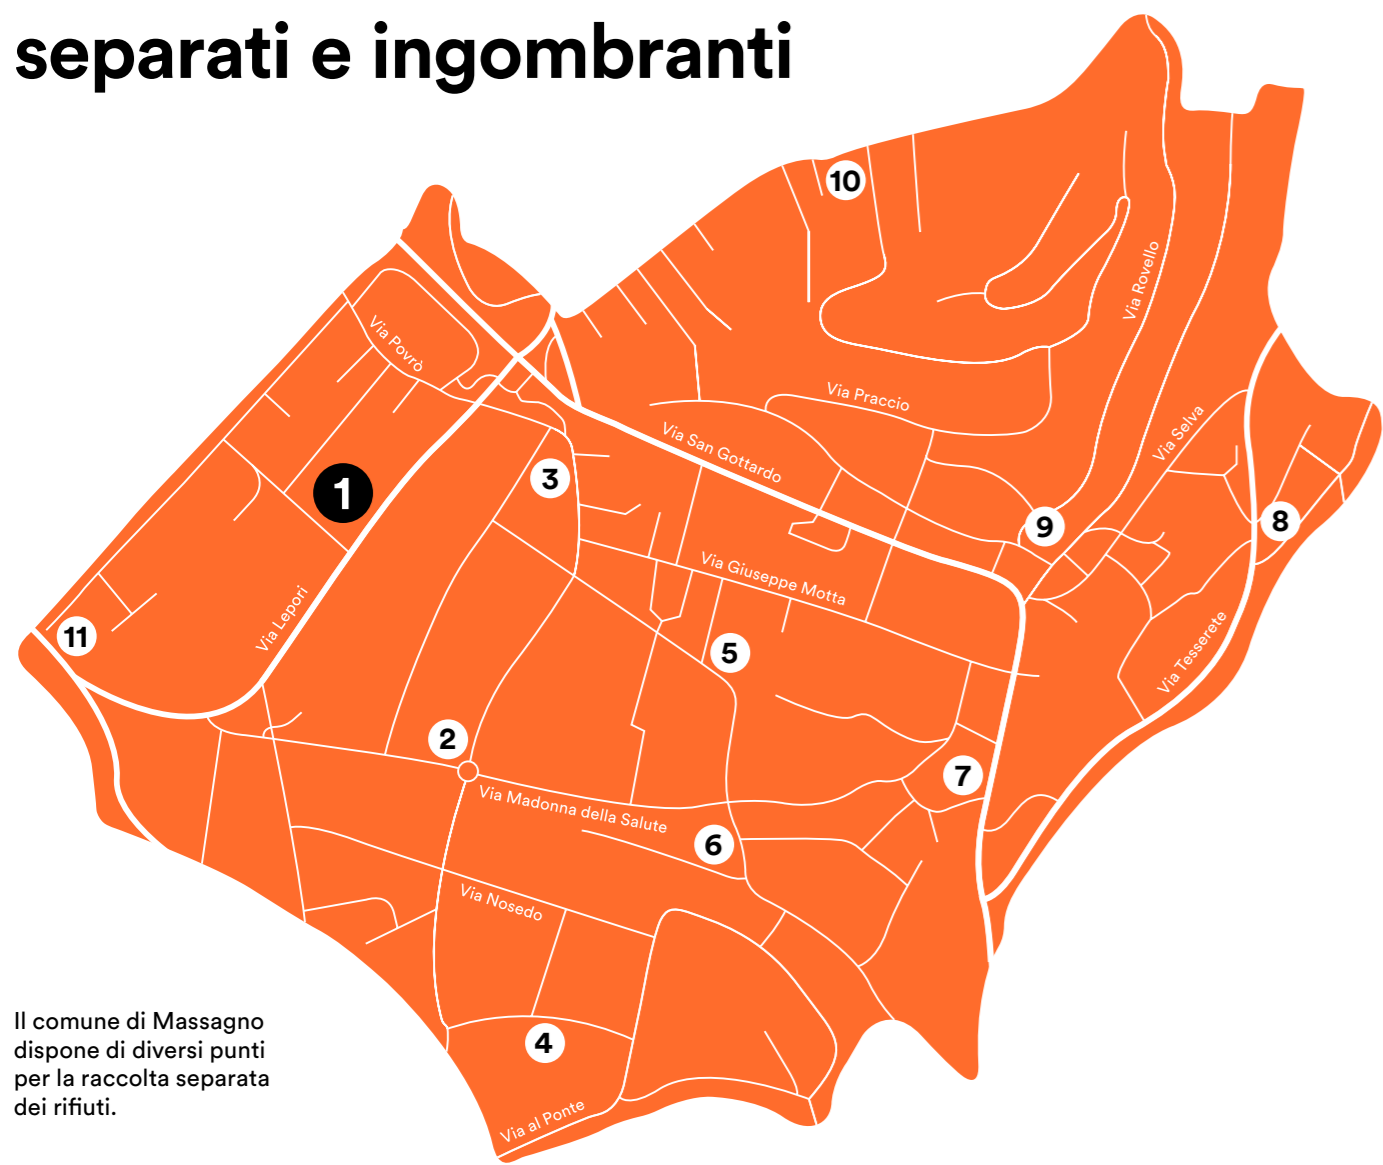 separati e ingombranti
10
Via Rovello
Via Povrò
Via Praccio
Via San Gottardo
Via Selva
3
1
8
9
Via Giuseppe Motta
Via Lepori
11
5
Via Tesserete
2
7
Via Madonna della Salute
6
Via Nosedo
4
Via al Ponte
Il comune di Massagno
dispone di diversi punti
per la raccolta separata
dei rifiuti.